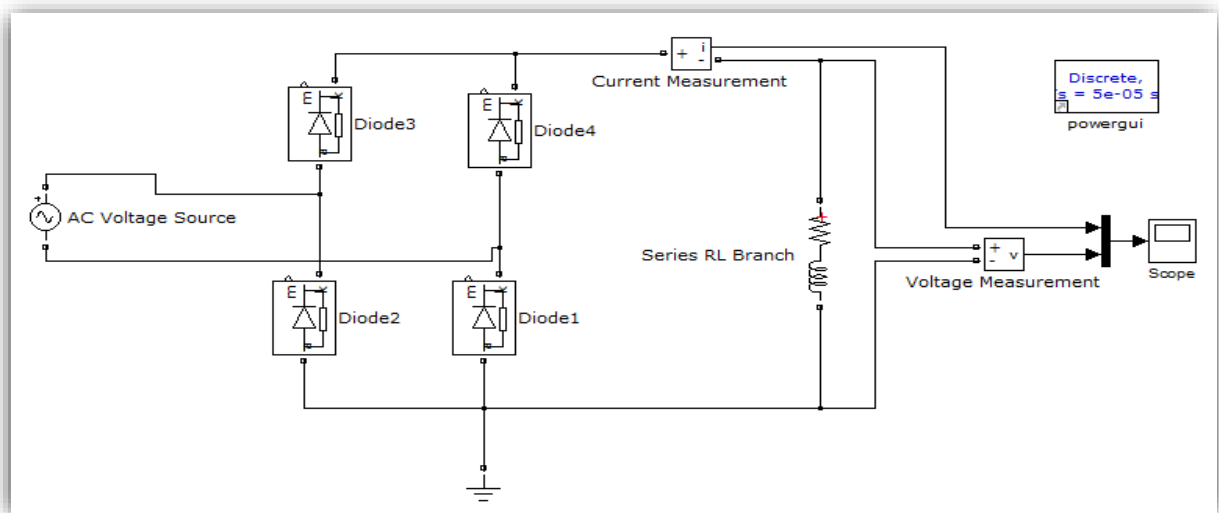 + i
-
Current Measurement
Discrete,
s = 5e-05 s
powergui
E
Diode3
E
Diode4
+
AC Voltage Source
Series RL Branch
+
-
v
Voltage Measurement
Scope
E
Diode2
E
Diode1